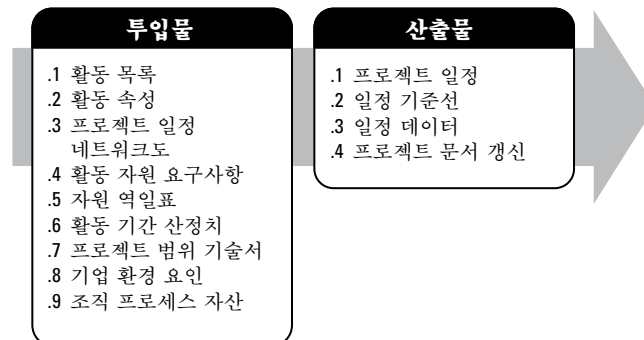 투입물
.1 활동 목록
.2 활동 속성
.3 프로젝트 일정
네트워크도
.4 활동 자원 요구사항
.5 자원 역일표
.6 활동 기간 산정치
.7 프로젝트 범위 기술서
.8 기업 환경 요인
.9 조직 프로세스 자산
산출물
.1 프로젝트 일정
.2 일정 기준선
.3 일정 데이터
.4 프로젝트 문서 갱신